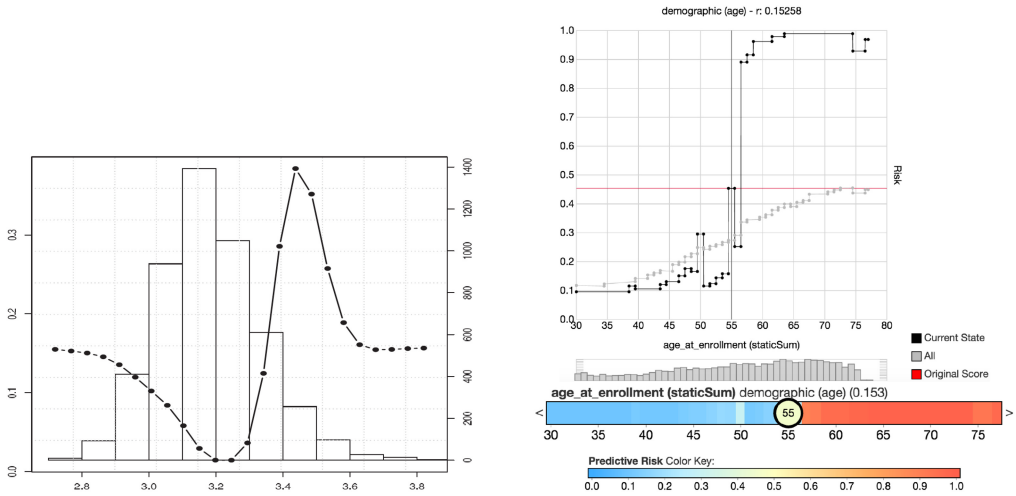 demographic (age) - r: 0.15258
1.0
0.9
0.8
0.7
0.6
0.5
0.4
0.3
0.2
0.1
0.0
Risk
30 35 40 45 50 55 60 65 70 75 80
age_at_enrollment (staticSum)
Current State
All
Original Score
age_at_enrollment (staticSum) demographic (age) (0.153)
< 55 >
30 35 40 45 50 55 60 65 70 75
Predictive Risk Color Key:
0.0 0.1 0.2 0.3 0.4 0.5 0.6 0.7 0.8 0.9 1.0
0.3
0.2
0.1
0.0
1400
1200
1000
800
600
400
200
0
2.8 3.0 3.2 3.4 3.6 3.8